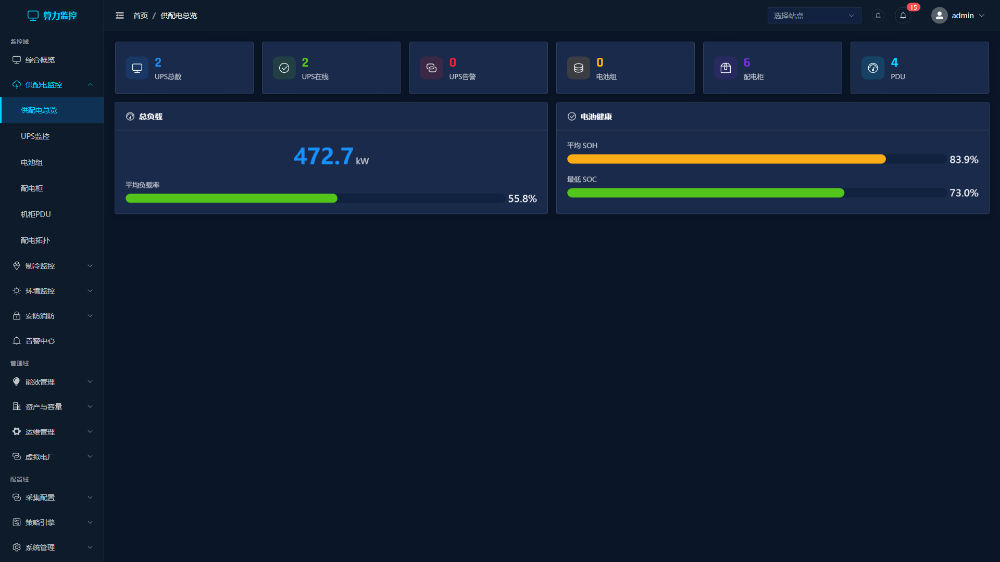 算力监控
监控域
综合概览
供配电监控
供配电总览
UPS监控
电池组
配电柜
机柜PDU
配电拓扑
制冷监控
环境监控
安防消防
告警中心
管理域
能效管理
资产与容量
运维管理
虚拟电厂
配置域
采集配置
策略引擎
系统管理
首页 / 供配电总览
选择站点
15
admin
2
UPS总数
2
UPS在线
0
UPS告警
0
电池组
6
配电柜
4
PDU
总负载
472.7 kW
平均负载率
55.8%
电池健康
平均 SOH
83.9%
最低 SOC
73.0%